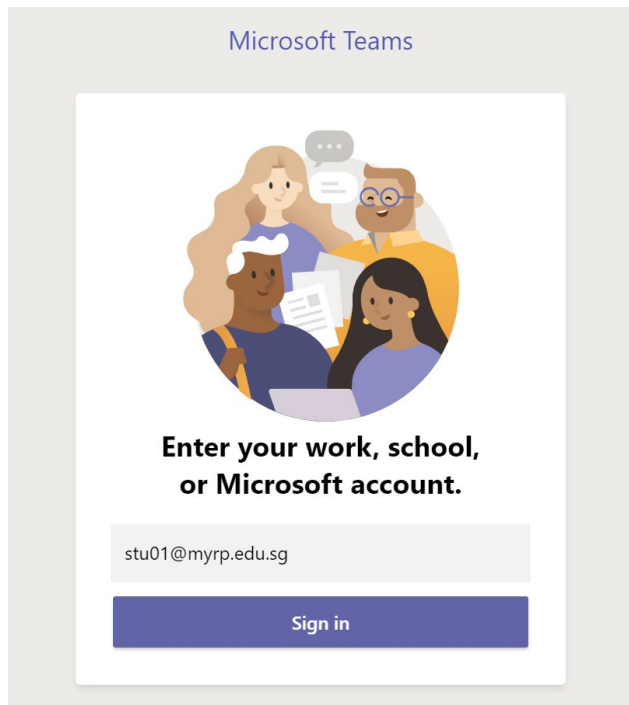 Microsoft Teams
Enter your work, school,
or Microsoft account.
stu01@myrp.edu.sg
Sign in